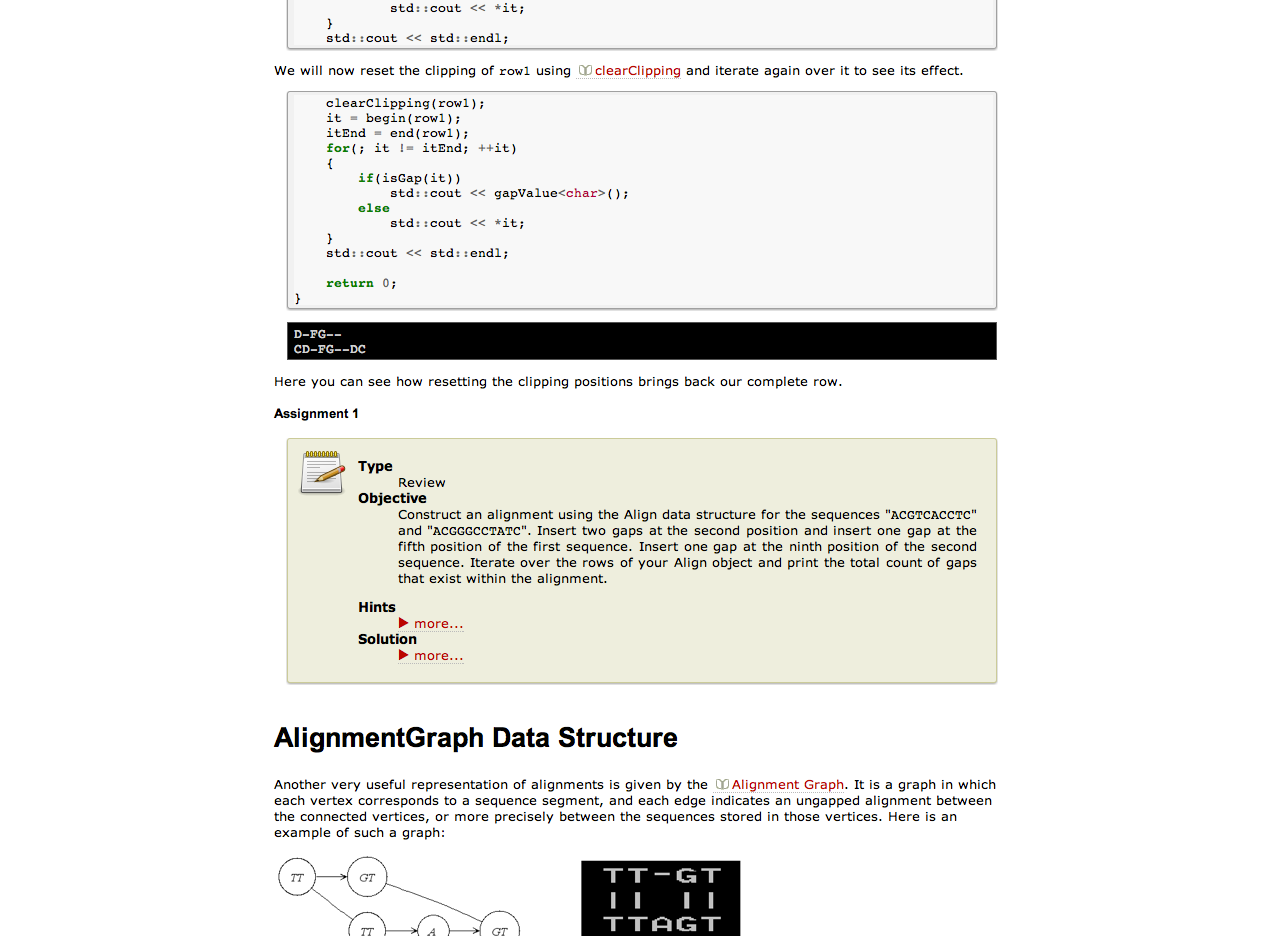 std::cout << *it;
    }
    std::cout << std::endl;
We will now reset the clipping of row1 using clearClipping and iterate again over it to see its effect.
    clearClipping(row1);
    it = begin(row1);
    itEnd = end(row1);
    for(; it != itEnd; ++it)
    {
        if(isGap(it))
            std::cout << gapValue<char>();
        else
            std::cout << *it;
    }
    std::cout << std::endl;

    return 0;
}
D-FG--
CD-FG--DC
Here you can see how resetting the clipping positions brings back our complete row.
Assignment 1
Type
Review
Objective
Construct an alignment using the Align data structure for the sequences "ACGTCACCTC"
and "ACGGGCCTATC". Insert two gaps at the second position and insert one gap at the
fifth position of the first sequence. Insert one gap at the ninth position of the second
sequence. Iterate over the rows of your Align object and print the total count of gaps
that exist within the alignment.
Hints
more...
Solution
more...
AlignmentGraph Data Structure
Another very useful representation of alignments is given by the Alignment Graph. It is a graph in which
each vertex corresponds to a sequence segment, and each edge indicates an ungapped alignment between
the connected vertices, or more precisely between the sequences stored in those vertices. Here is an
example of such a graph:
TT GT
TT A GT
TT-GT
|| ||
TTAGT